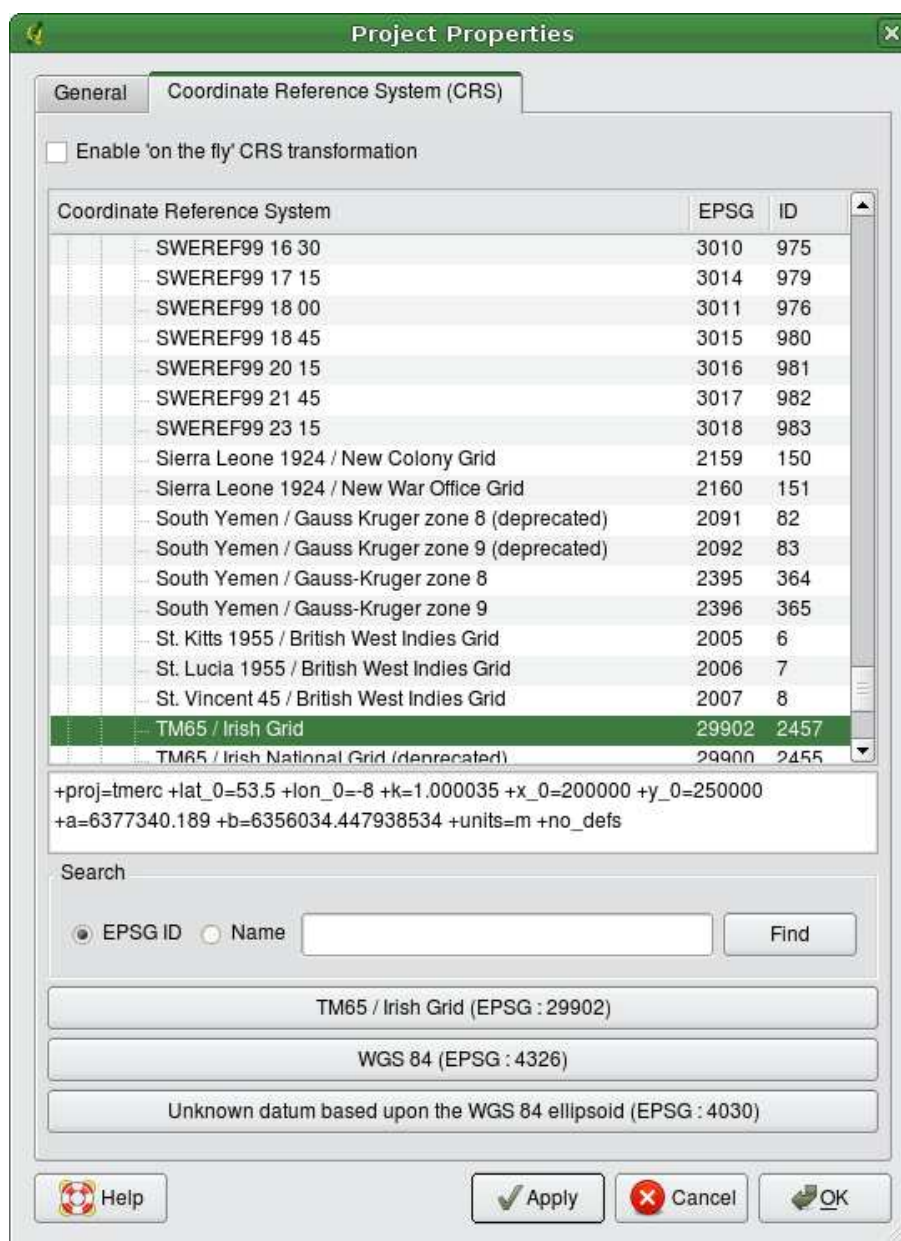 Project Properties
General
Coordinate Reference System (CRS)
Enable 'on the fly' CRS transformation
Coordinate Reference System EPSG ID
SWEREF99 16 30 3010 975
SWEREF99 17 15 3014 979
SWEREF99 18 00 3011 976
SWEREF99 18 45 3015 980
SWEREF99 20 15 3016 981
SWEREF99 21 45 3017 982
SWEREF99 23 15 3018 983
Sierra Leone 1924 / New Colony Grid 2159 150
Sierra Leone 1924 / New War Office Grid 2160 151
South Yemen / Gauss Kruger zone 8 (deprecated) 2091 82
South Yemen / Gauss Kruger zone 9 (deprecated) 2092 83
South Yemen / Gauss-Kruger zone 8 2395 364
South Yemen / Gauss-Kruger zone 9 2396 365
St. Kitts 1955 / British West Indies Grid 2005 6
St. Lucia 1955 / British West Indies Grid 2006 7
St. Vincent 45 / British West Indies Grid 2007 8
TM65 / Irish Grid 29902 2457
TM65 / Irish National Grid (deprecated) 29900 2455
+proj=tmerc +lat_0=53.5 +lon_0=-8 +k=1.000035 +x_0=200000 +y_0=250000
+a=6377340.189 +b=6356034.447938534 +units=m +no_defs
Search
EPSG ID Name Find
TM65 / Irish Grid (EPSG : 29902)
WGS 84 (EPSG : 4326)
Unknown datum based upon the WGS 84 ellipsoid (EPSG : 4030)
Help Apply Cancel OK